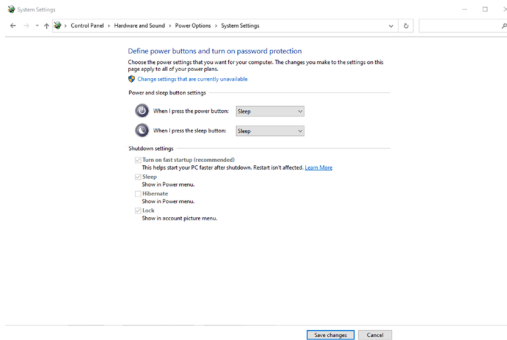 System Settings
Control Panel > Hardware and Sound > Power Options > System Settings
Define power buttons and turn on password protection
Choose the power settings that you want for your computer. The changes you make to the settings on this
page apply to all of your power plans.
Change settings that are currently unavailable
Power and sleep button settings
When I press the power button: Sleep
When I press the sleep button: Sleep
Shutdown settings
Turn on fast startup (recommended)
This helps start your PC faster after shutdown. Restart isn't affected. Learn More
Sleep
Show in Power menu.
Hibernate
Show in Power menu.
Lock
Show in account picture menu.
Save changes Cancel